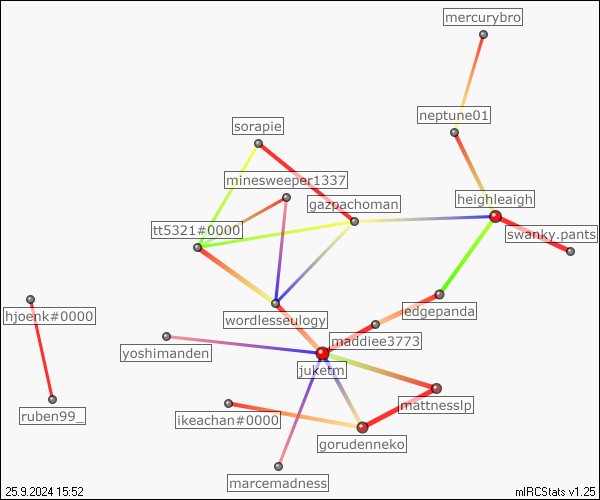 mercurybro
neptune01
sorapie
minesweeper1337
gazpachoman
heighleaigh
tt5321#0000
swanky.pants
hjoenk#0000
wordlesseulogy
edgepanda
maddiee3773
yoshimanden
juketm
mattnesslp
ruben99_
ikeachan#0000
gorudenneko
marcemadness
25.9.2024 15:52
mIRCStats v1.25